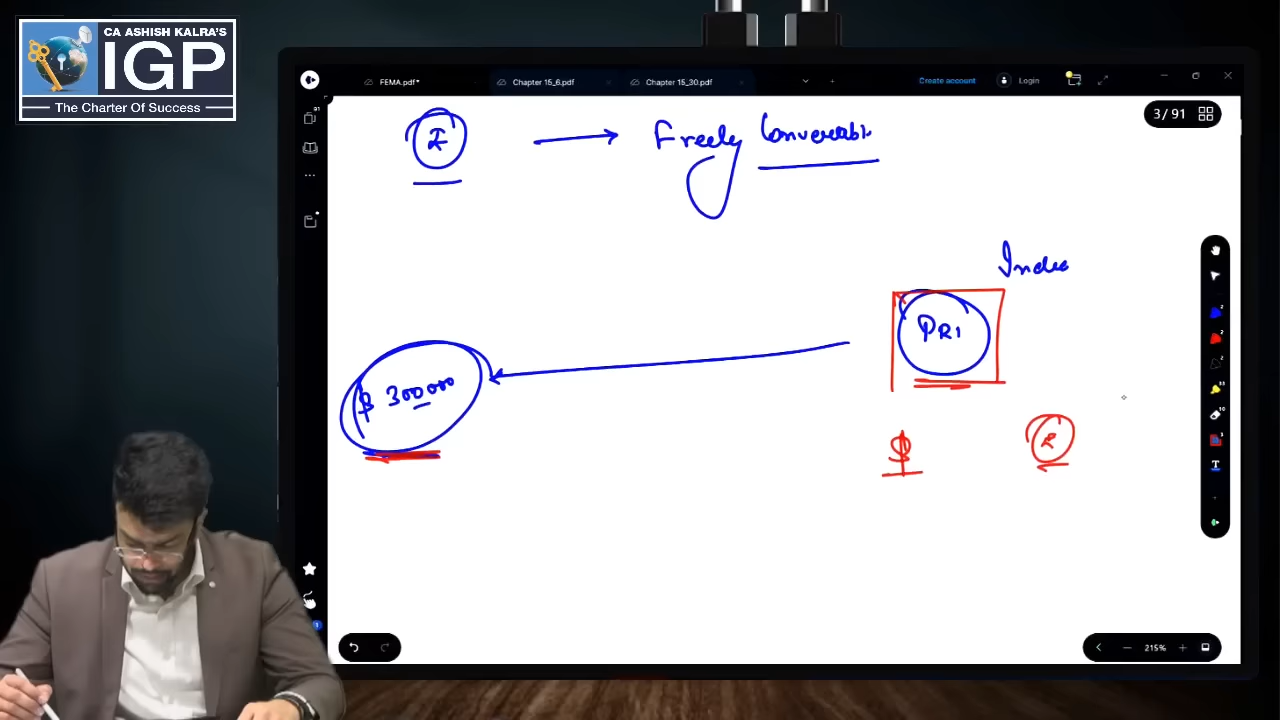 CA ASHISH KALRA'S
IGP
The Charter Of Success
FEMA.pdf*
Chapter 15_6.pdf
Chapter 15_30.pdf
Create account
Login
91
3/91
Freely
India
PRI
$ 300000
$
215%